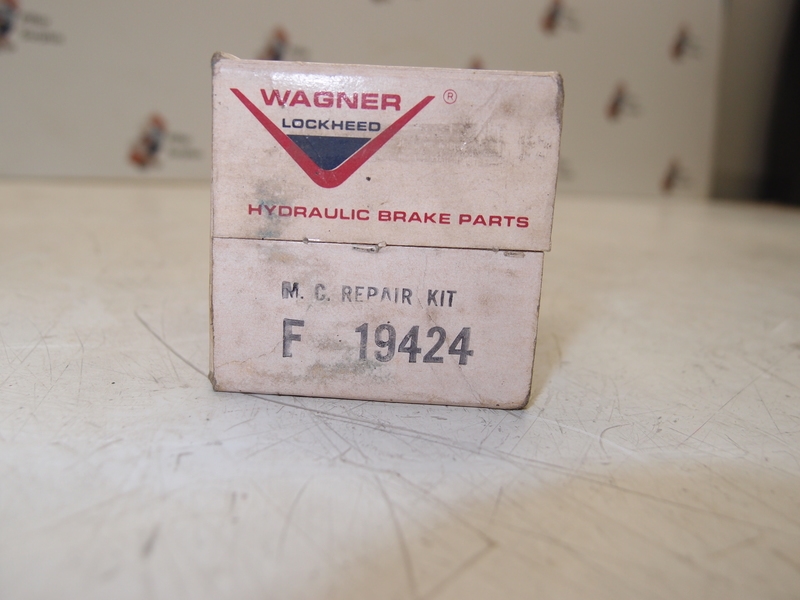 WAGNER ®
LOCKHEED
HYDRAULIC BRAKE PARTS
M. C. REPAIR KIT
F 19424